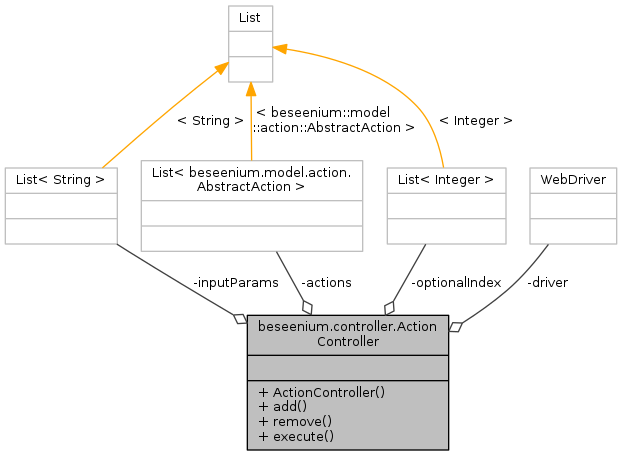 List
< String >
< beseenium::model
::action::AbstractAction >
< Integer >
List< String >
List< beseenium.model.action.
AbstractAction >
List< Integer >
WebDriver
-inputParams
-actions
-optionalIndex
-driver
beseenium.controller.Action
Controller
+ ActionController()
+ add()
+ remove()
+ execute()